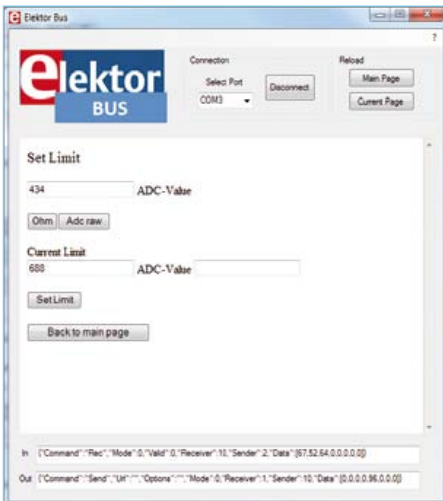 Elektor Bus
?
elektor
BUS
Connection
Select Port
COM3
Disconnect
Reload
Main Page
Current Page
Set Limit
434 ADC-Value
Ohm Adc raw
Current Limit
688 ADC-Value
Set Limit
Back to main page
In {"Command":"Rec","Mode":0,"Valid":0,"Receiver":10,"Sender":2,"Data":[67,52,64,0,0,0,0,0]}
Out {"Command":"Send","Url":"","Options":"","Mode":0,"Receiver":1,"Sender":10,"Data":[0,0,0,0,96,0,0,0]}